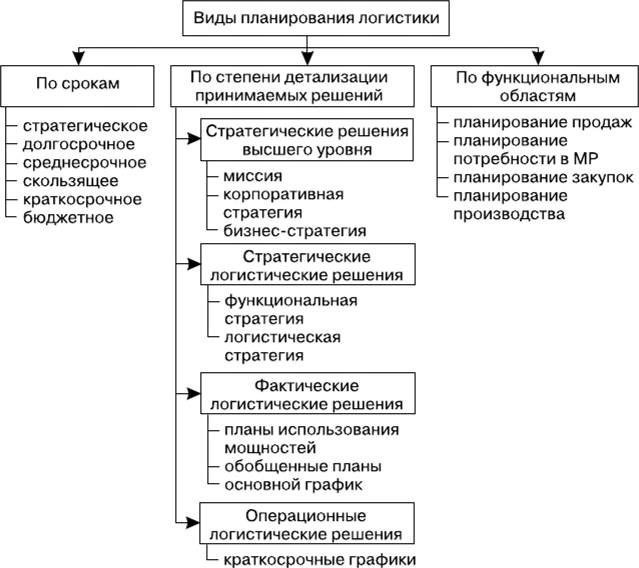 Виды планирования логистики
По срокам
стратегическое
долгосрочное
среднесрочное
скользящее
краткосрочное
бюджетное
По степени детализации
принимаемых решений
Стратегические решения
высшего уровня
миссия
корпоративная
стратегия
бизнес-стратегия
Стратегические
логистические решения
функциональная
стратегия
логистическая
стратегия
Фактические
логистические решения
планы использования
мощностей
обобщенные планы
основной график
Операционные
логистические решения
краткосрочные графики
По функциональным
областям
планирование продаж
планирование
потребности в МР
планирование закупок
планирование
производства